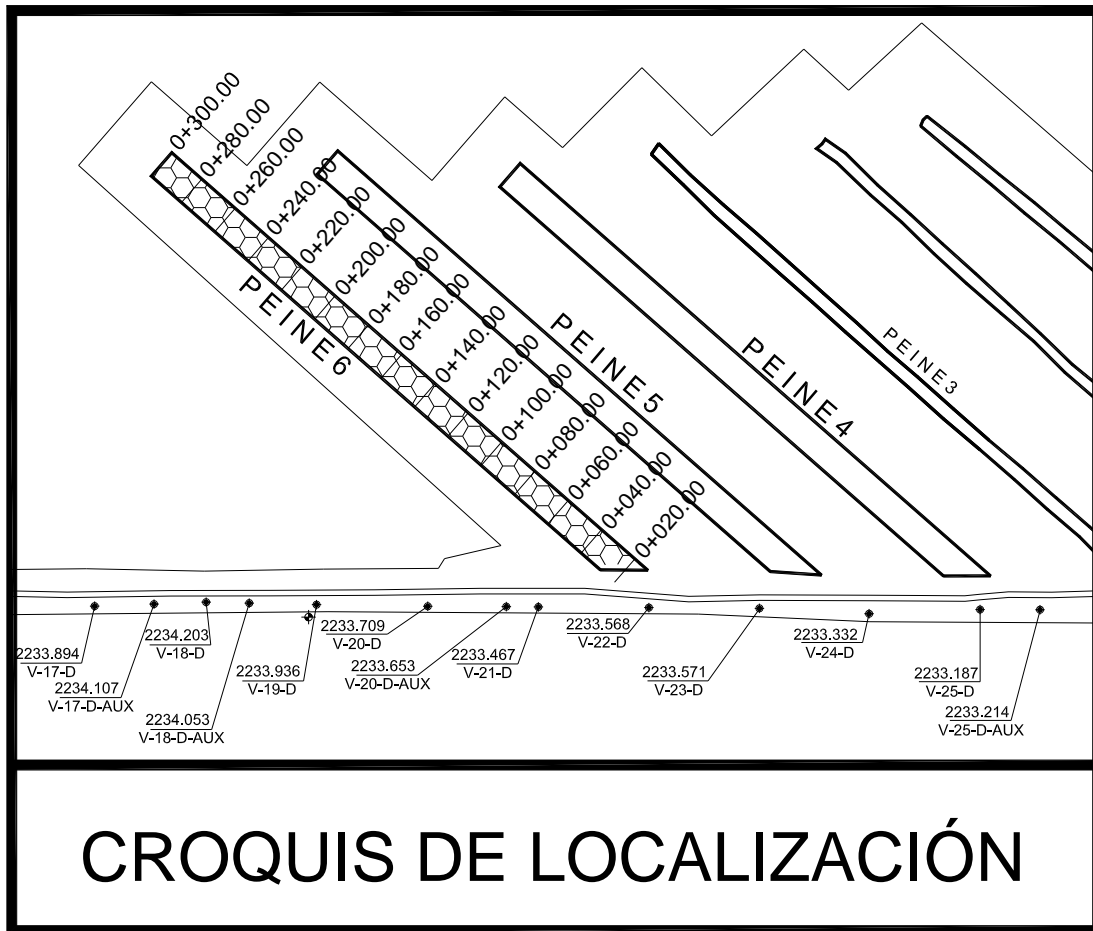 0+300.00
0+280.00
0+260.00
0+240.00
0+220.00
0+200.00
0+180.00
0+160.00
0+140.00
0+120.00
0+100.00
0+080.00
0+060.00
0+040.00
0+020.00
PEINE6
PEINE5
PEINE4
PEINE3
2233.894
V-17-D
2234.107
V-17-D-AUX
2234.203
V-18-D
2234.053
V-18-D-AUX
2233.936
V-19-D
2233.709
V-20-D
2233.653
V-20-D-AUX
2233.467
V-21-D
2233.568
V-22-D
2233.571
V-23-D
2233.332
V-24-D
2233.187
V-25-D
2233.214
V-25-D-AUX
CROQUIS DE LOCALIZACIÓN